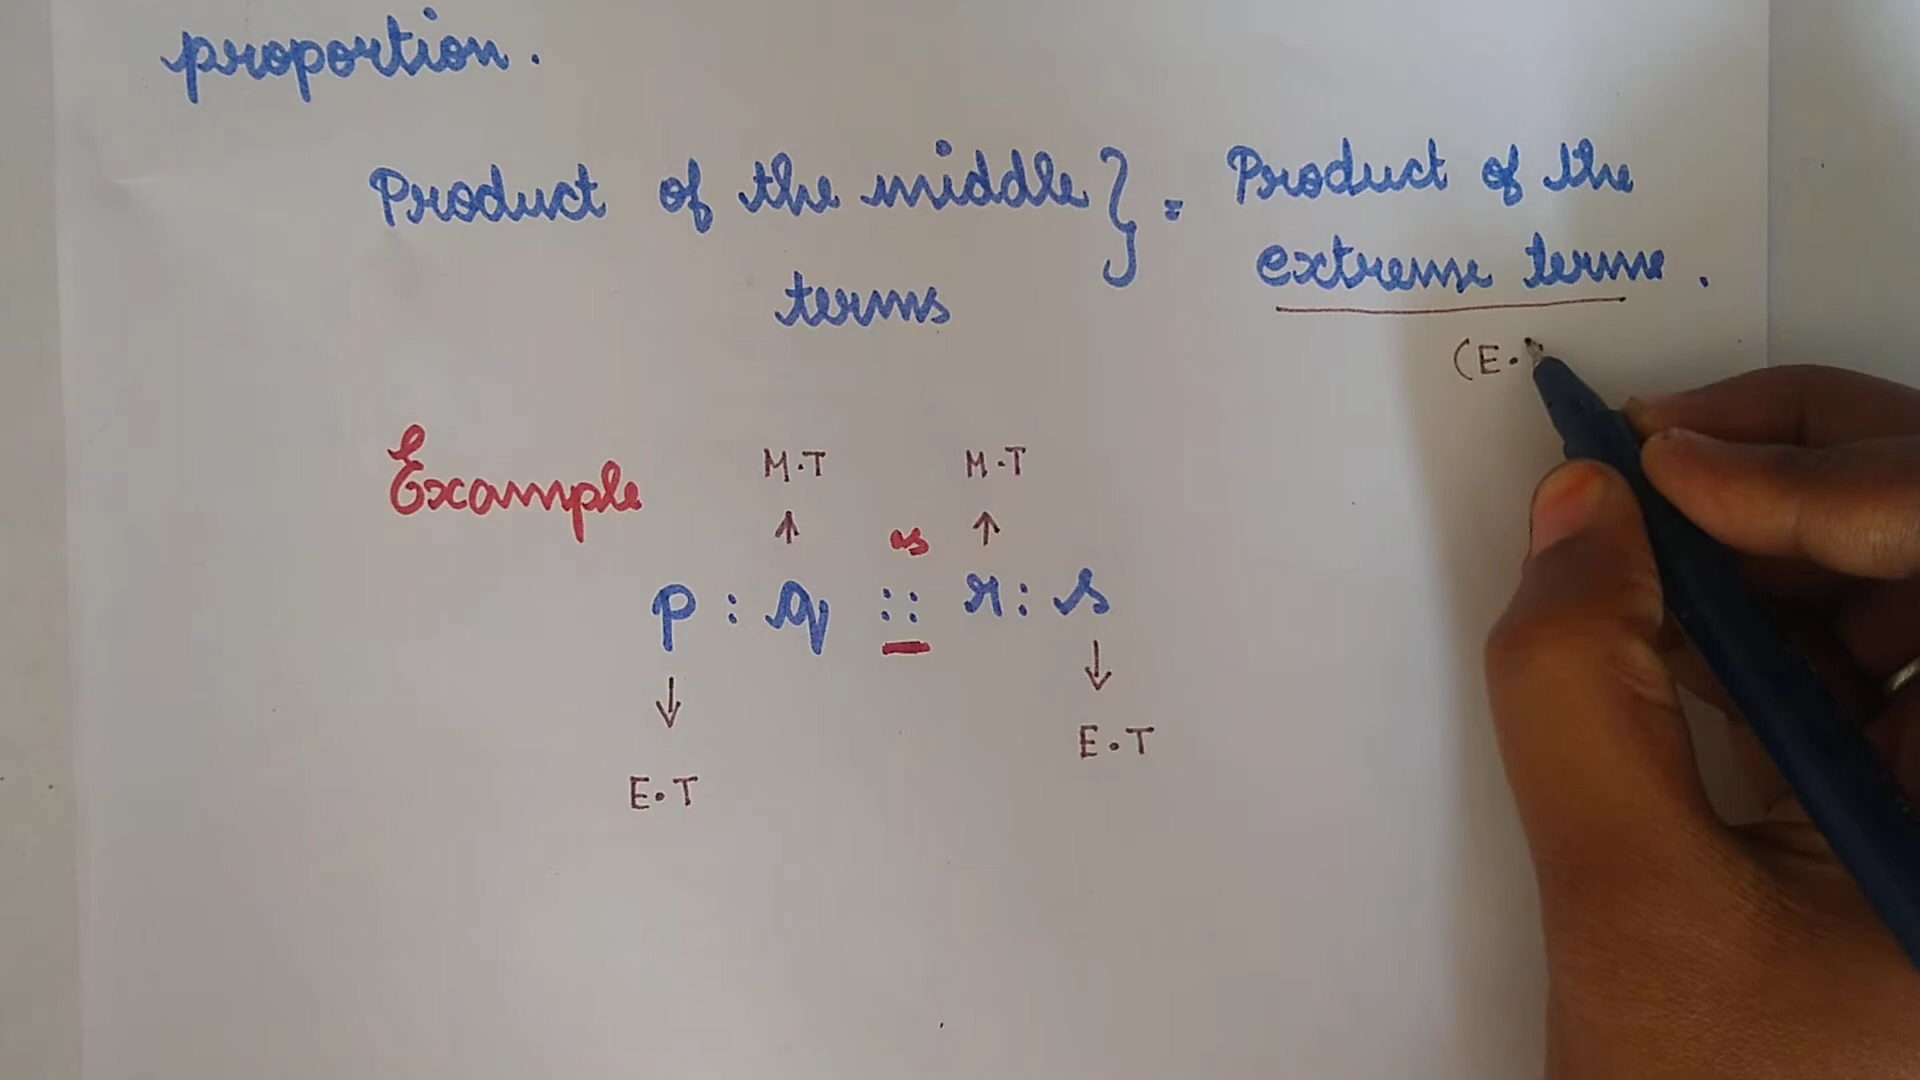 proportion.
Product of the middle } = Product of the
terms extreme terms.
(E.
Example M.T M.T
↑ as ↑
p : q :: r : s
↓ ↓
E.T E.T